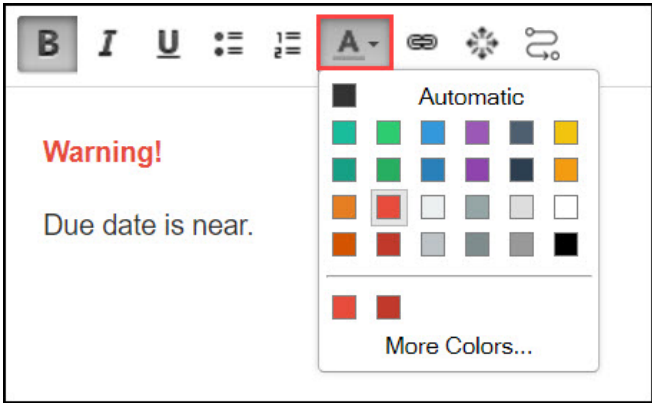 B I U A
Automatic
Warning!
Due date is near.
More Colors...